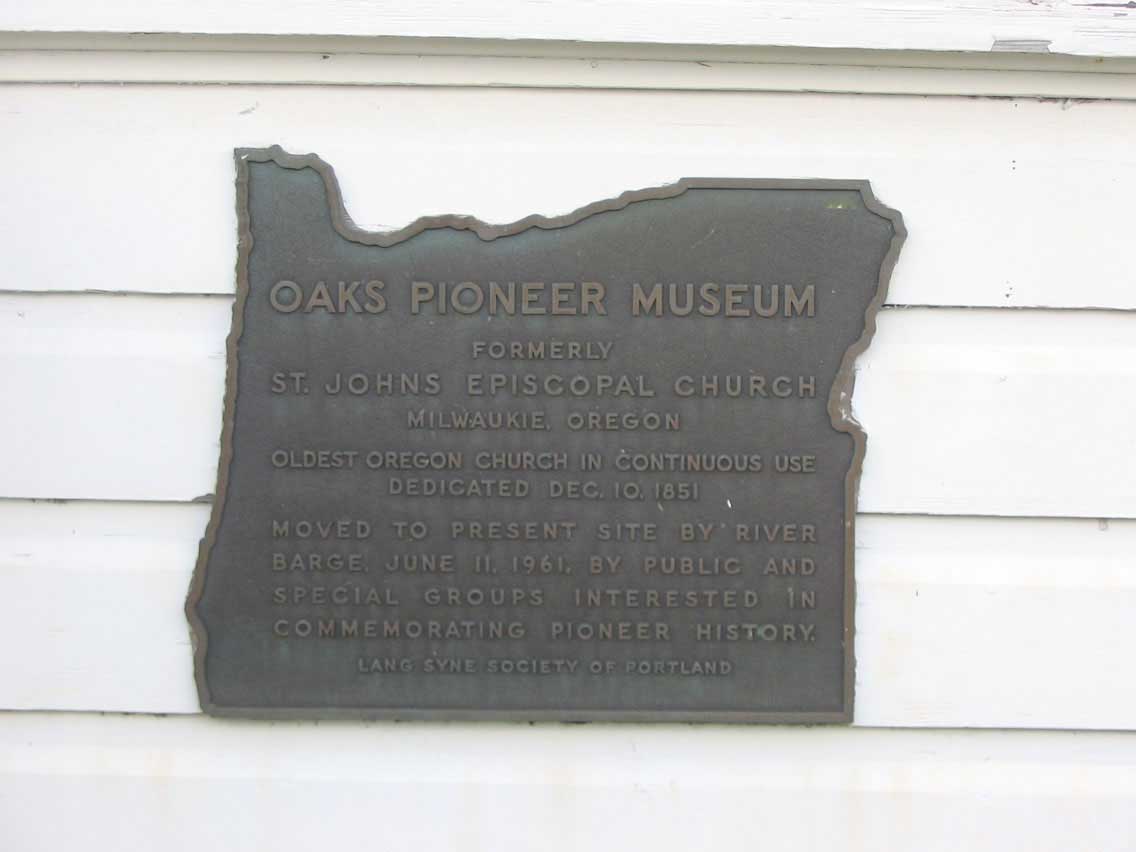 OAKS PIONEER MUSEUM
FORMERLY
ST. JOHNS EPISCOPAL CHURCH
MILWAUKIE, OREGON
OLDEST OREGON CHURCH IN CONTINUOUS USE
DEDICATED DEC. 10, 1851
MOVED TO PRESENT SITE BY RIVER
BARGE, JUNE 11, 1961, BY PUBLIC AND
SPECIAL GROUPS INTERESTED IN
COMMEMORATING PIONEER HISTORY.
LANG SYNE SOCIETY OF PORTLAND